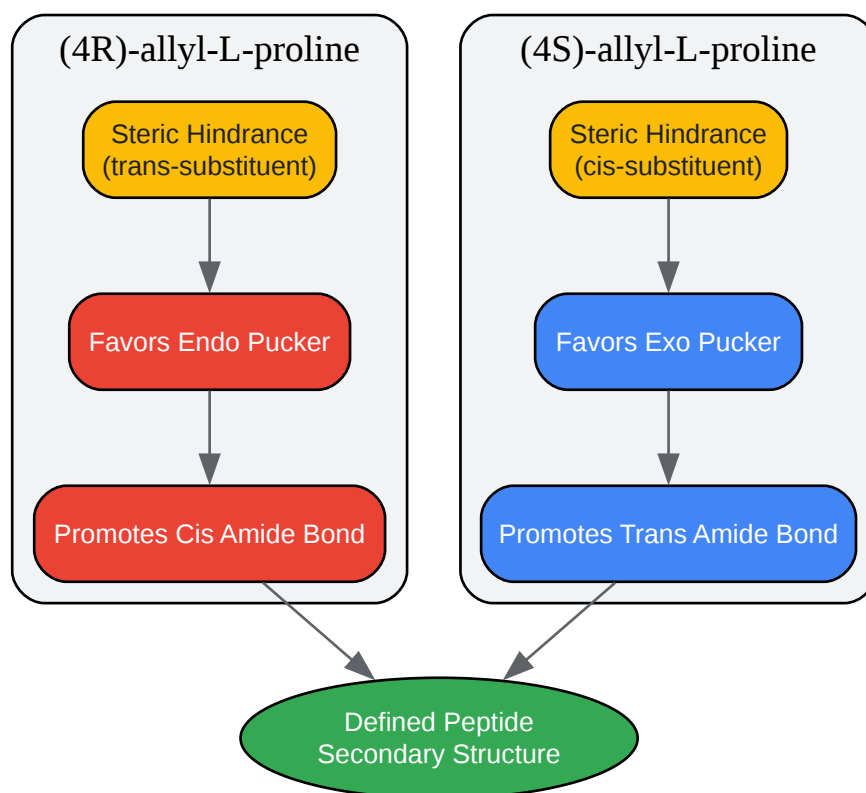 (4R)-allyl-L-proline
Steric Hindrance
(trans-substituent)
Favors Endo Pucker
Promotes Cis Amide Bond
(4S)-allyl-L-proline
Steric Hindrance
(cis-substituent)
Favors Exo Pucker
Promotes Trans Amide Bond
Defined Peptide
Secondary Structure